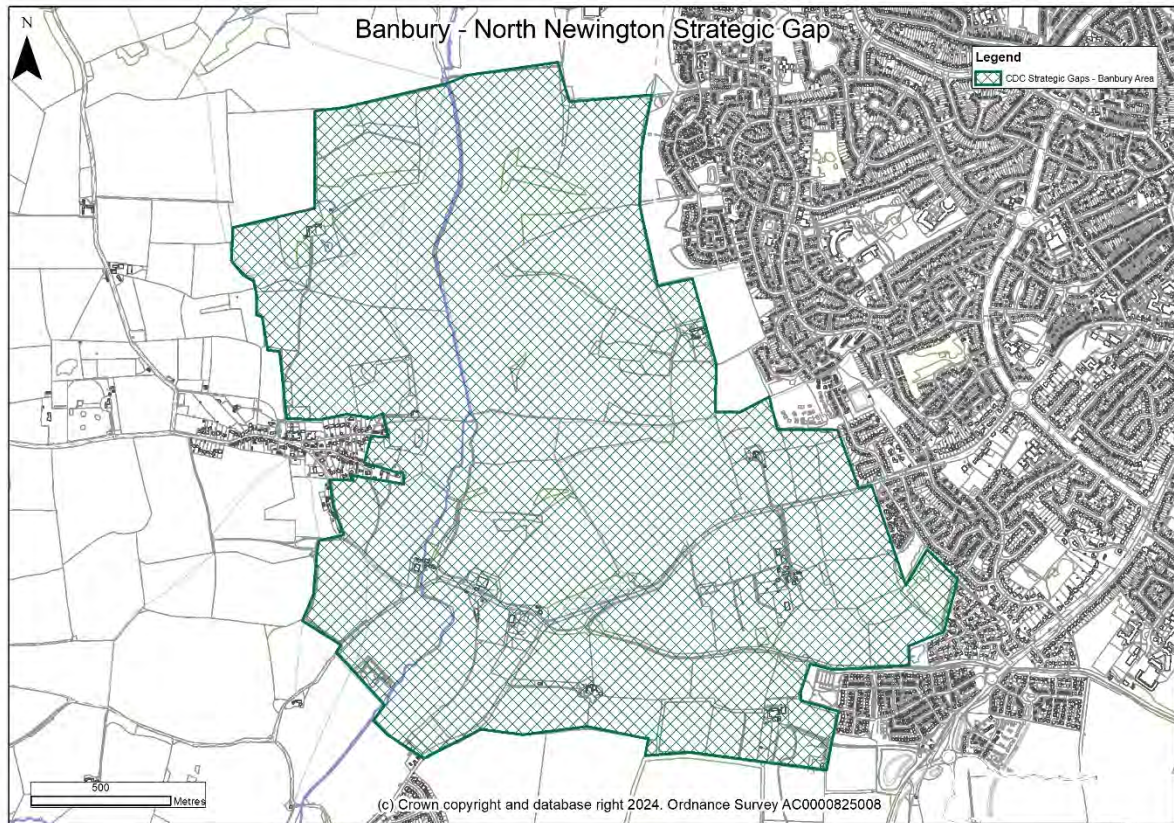 Banbury - North Newington Strategic Gap
N
Legend
CDC Strategic Gaps - Banbury Area
500
Metres
(c) Crown copyright and database right 2024. Ordnance Survey AC0000825008